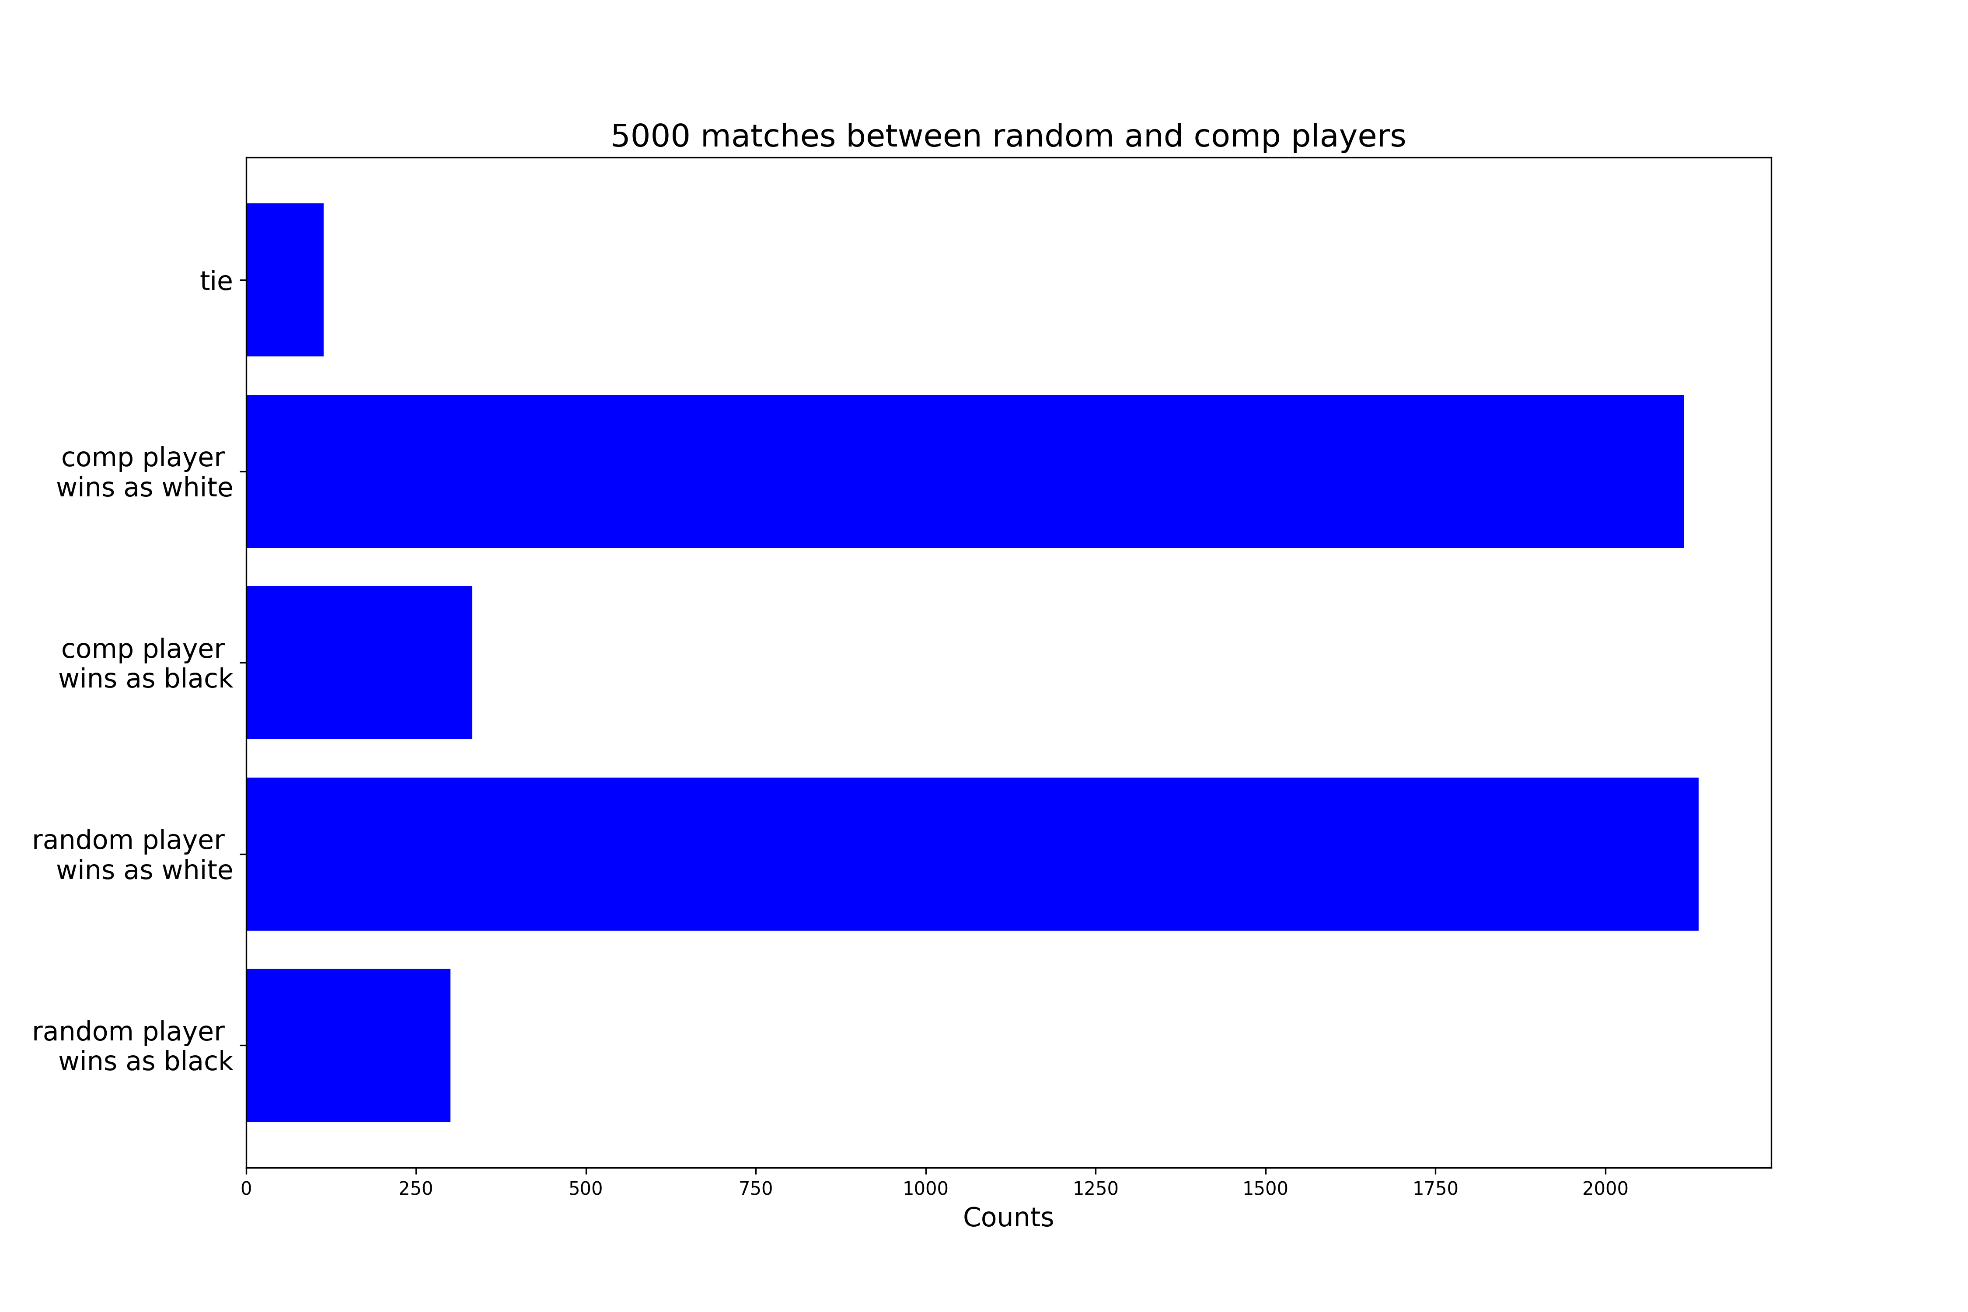 5000 matches between random and comp players
tie
comp player
wins as white
comp player
wins as black
random player
wins as white
random player
wins as black
0 250 500 750 1000 1250 1500 1750 2000
Counts